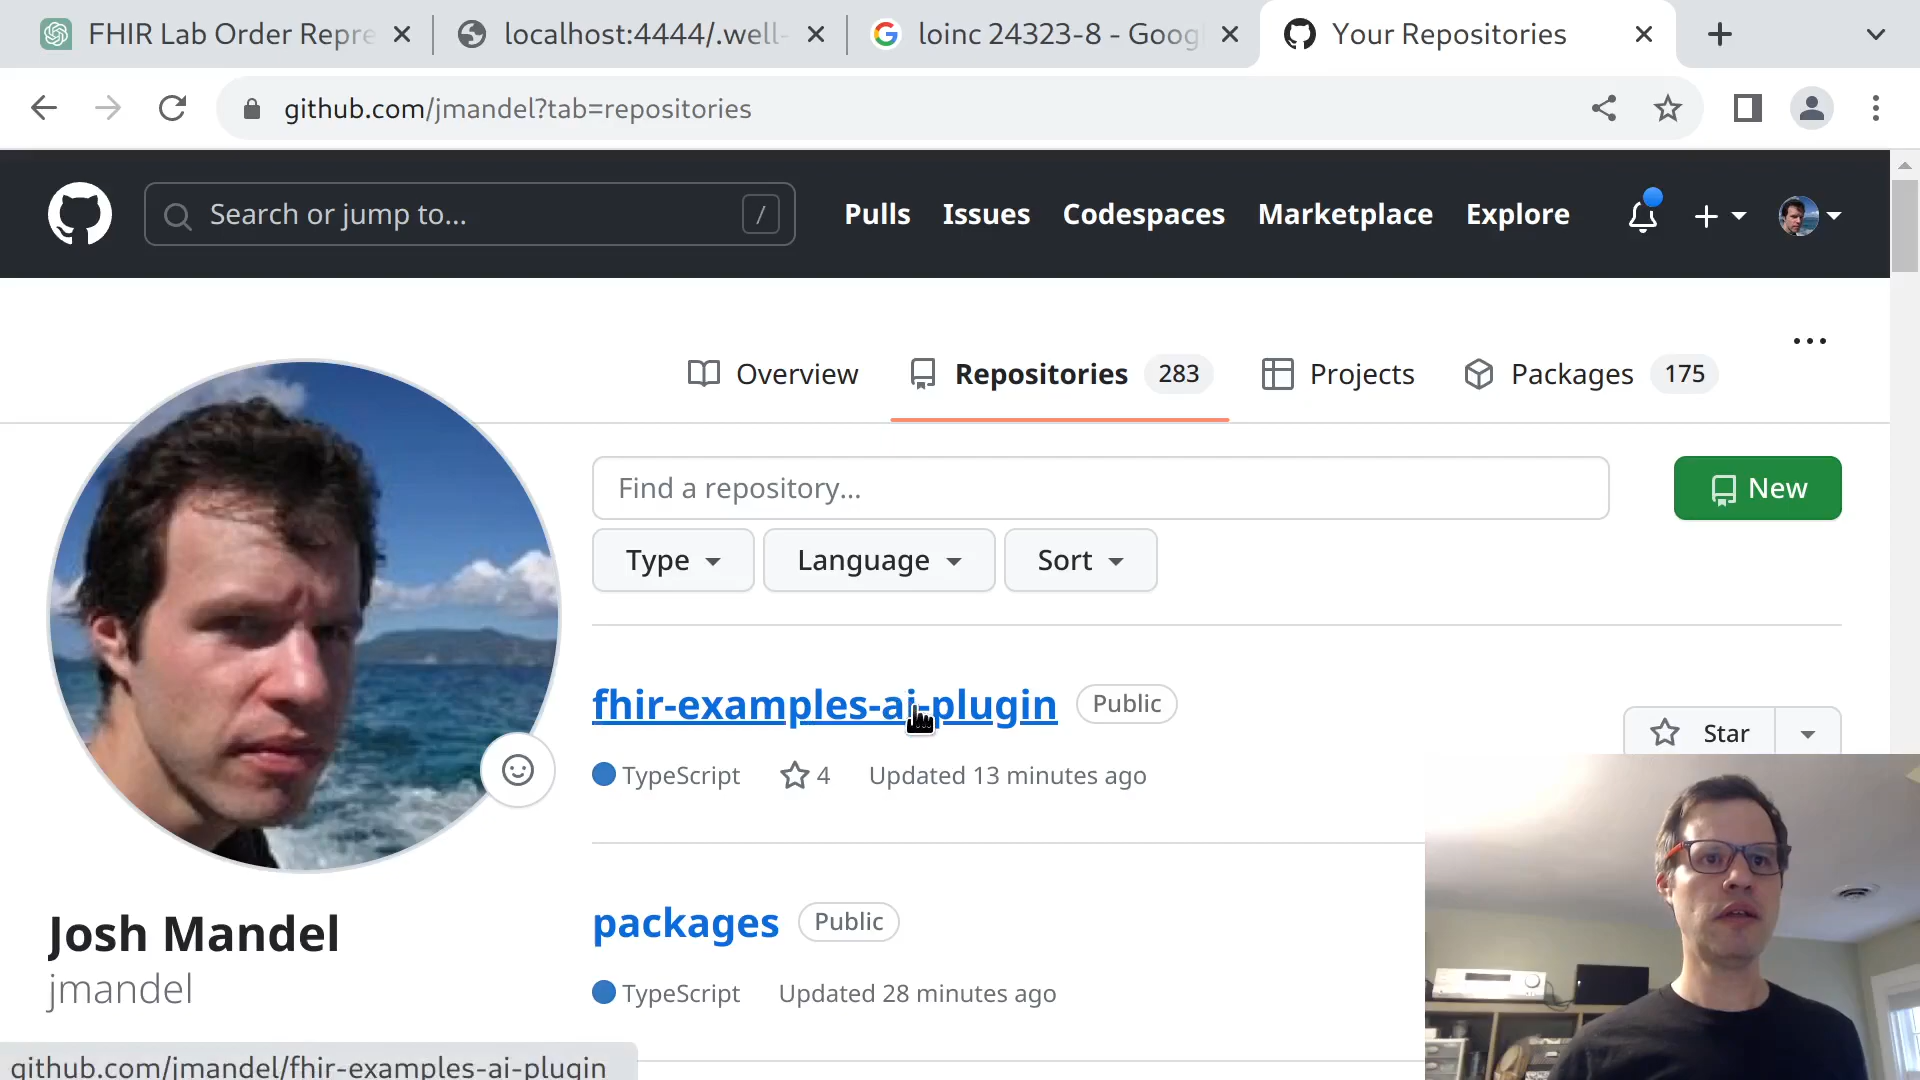 FHIR Lab Order Repre
localhost:4444/.well-
loinc 24323-8 - Goog
Your Repositories
github.com/jmandel?tab=repositories
Search or jump to...
/
Pulls
Issues
Codespaces
Marketplace
Explore
Overview
Repositories 283
Projects
Packages 175
Find a repository...
New
Type
Language
Sort
fhir-examples-ai-plugin
Public
Star
TypeScript
4
Updated 13 minutes ago
packages
Public
TypeScript
Updated 28 minutes ago
Josh Mandel
jmandel
github.com/jmandel/fhir-examples-ai-plugin